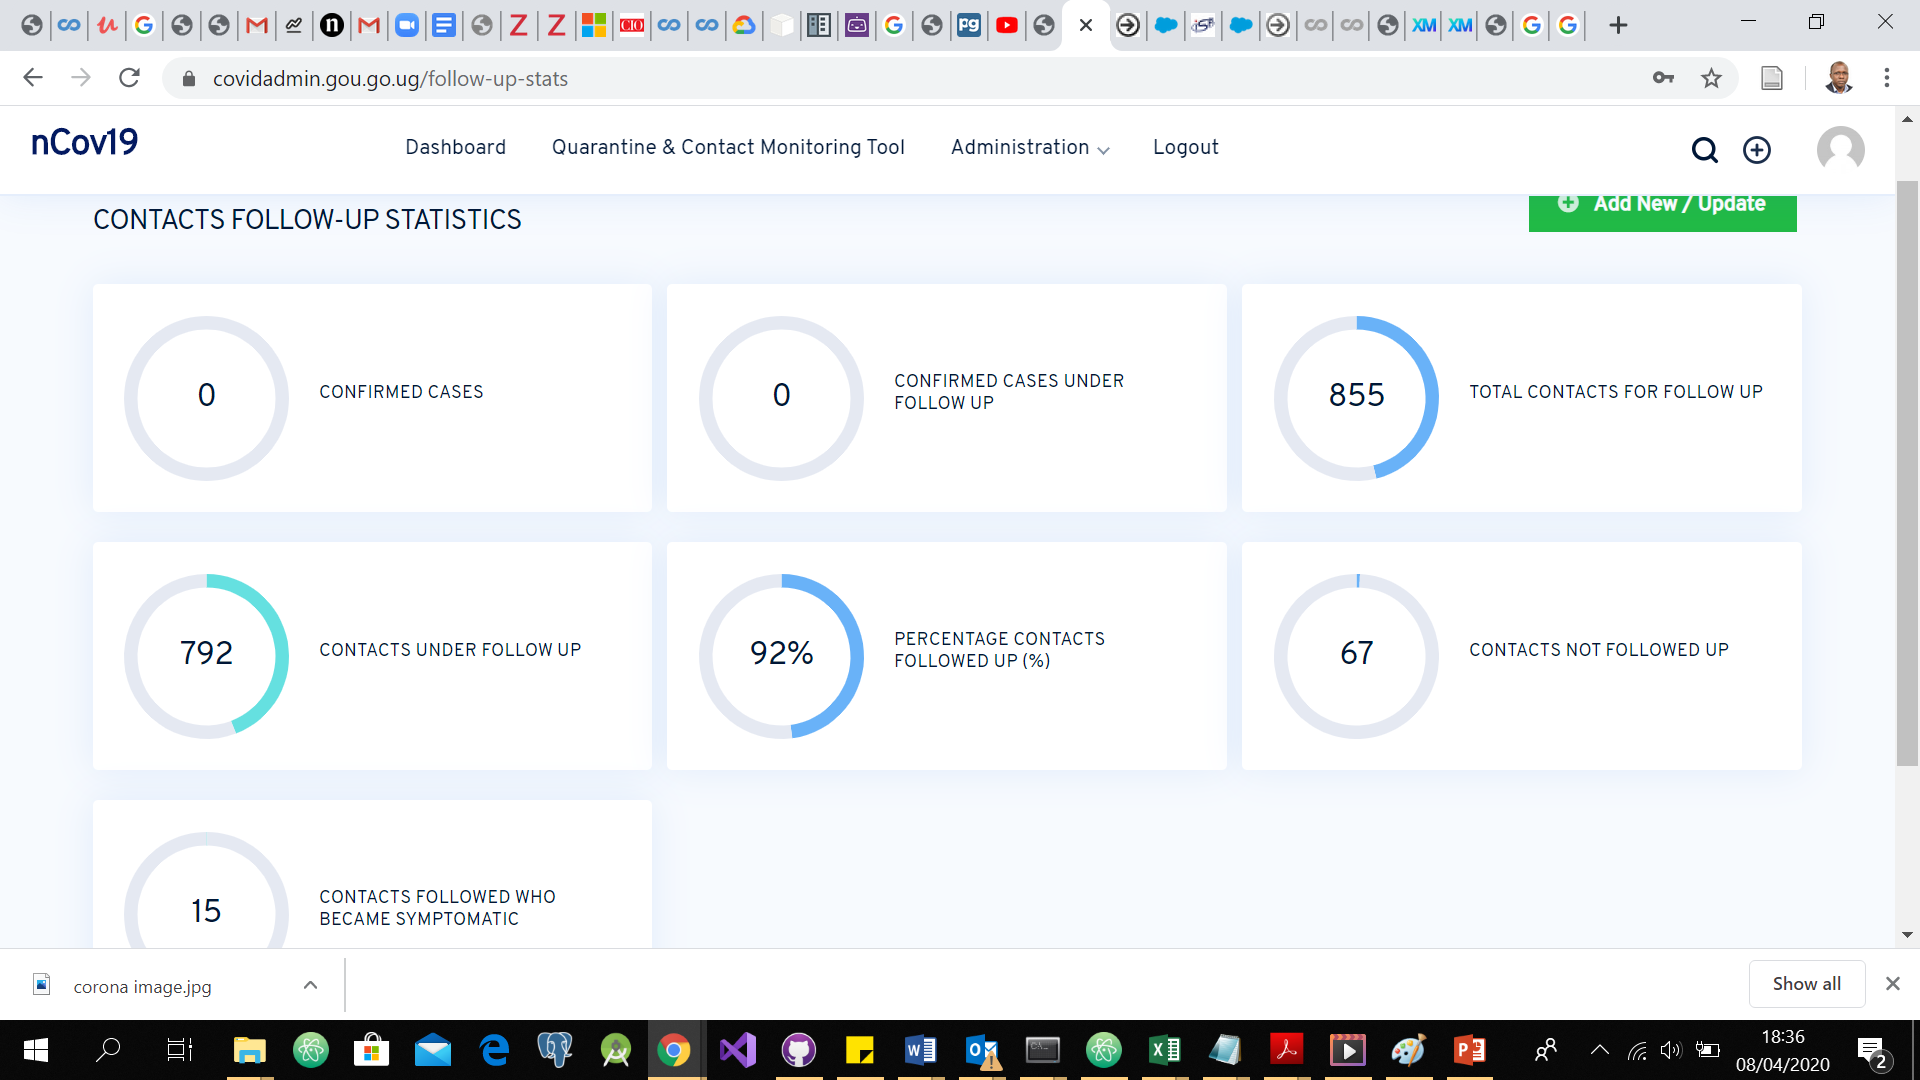 covidadmin.gou.go.ug/follow-up-stats
nCov19
Dashboard
Quarantine & Contact Monitoring Tool
Administration
Logout
CONTACTS FOLLOW-UP STATISTICS
Add New / Update
0
CONFIRMED CASES
0
CONFIRMED CASES UNDER
FOLLOW UP
855
TOTAL CONTACTS FOR FOLLOW UP
792
CONTACTS UNDER FOLLOW UP
92%
PERCENTAGE CONTACTS
FOLLOWED UP (%)
67
CONTACTS NOT FOLLOWED UP
15
CONTACTS FOLLOWED WHO
BECAME SYMPTOMATIC
corona image.jpg
Show all
18:36
08/04/2020
2